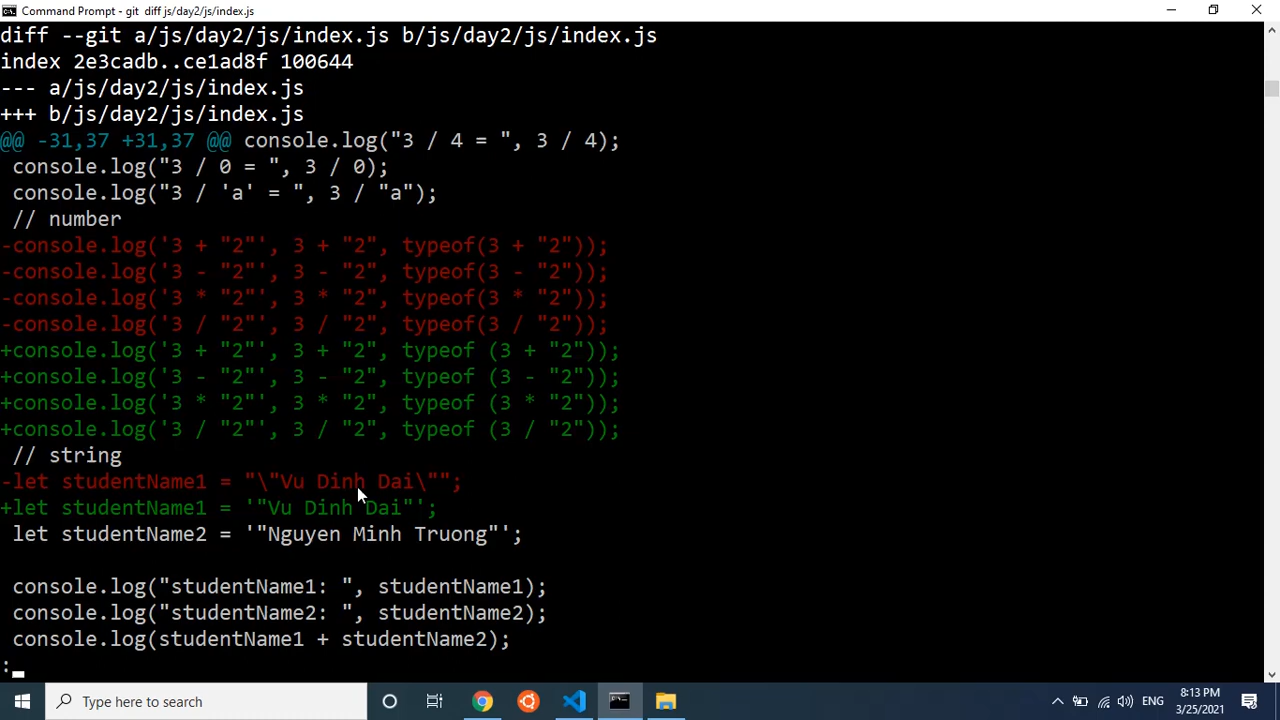 Command Prompt - git  diff js/day2/js/index.js
diff --git a/js/day2/js/index.js b/js/day2/js/index.js
index 2e3cadb..ce1ad8f 100644
--- a/js/day2/js/index.js
+++ b/js/day2/js/index.js
@@ -31,37 +31,37 @@ console.log("3 / 4 = ", 3 / 4);
 console.log("3 / 0 = ", 3 / 0);
 console.log("3 / 'a' = ", 3 / "a");
 // number
-console.log('3 + "2"', 3 + "2", typeof(3 + "2"));
-console.log('3 - "2"', 3 - "2", typeof(3 - "2"));
-console.log('3 * "2"', 3 * "2", typeof(3 * "2"));
-console.log('3 / "2"', 3 / "2", typeof(3 / "2"));
+console.log('3 + "2"', 3 + "2", typeof (3 + "2"));
+console.log('3 - "2"', 3 - "2", typeof (3 - "2"));
+console.log('3 * "2"', 3 * "2", typeof (3 * "2"));
+console.log('3 / "2"', 3 / "2", typeof (3 / "2"));
 // string
-let studentName1 = "\"Vu Dinh Dai\"";
+let studentName1 = '"Vu Dinh Dai"';
 let studentName2 = '"Nguyen Minh Truong"';
 console.log("studentName1: ", studentName1);
 console.log("studentName2: ", studentName2);
 console.log(studentName1 + studentName2);
:
Type here to search
ENG
8:13 PM
3/25/2021